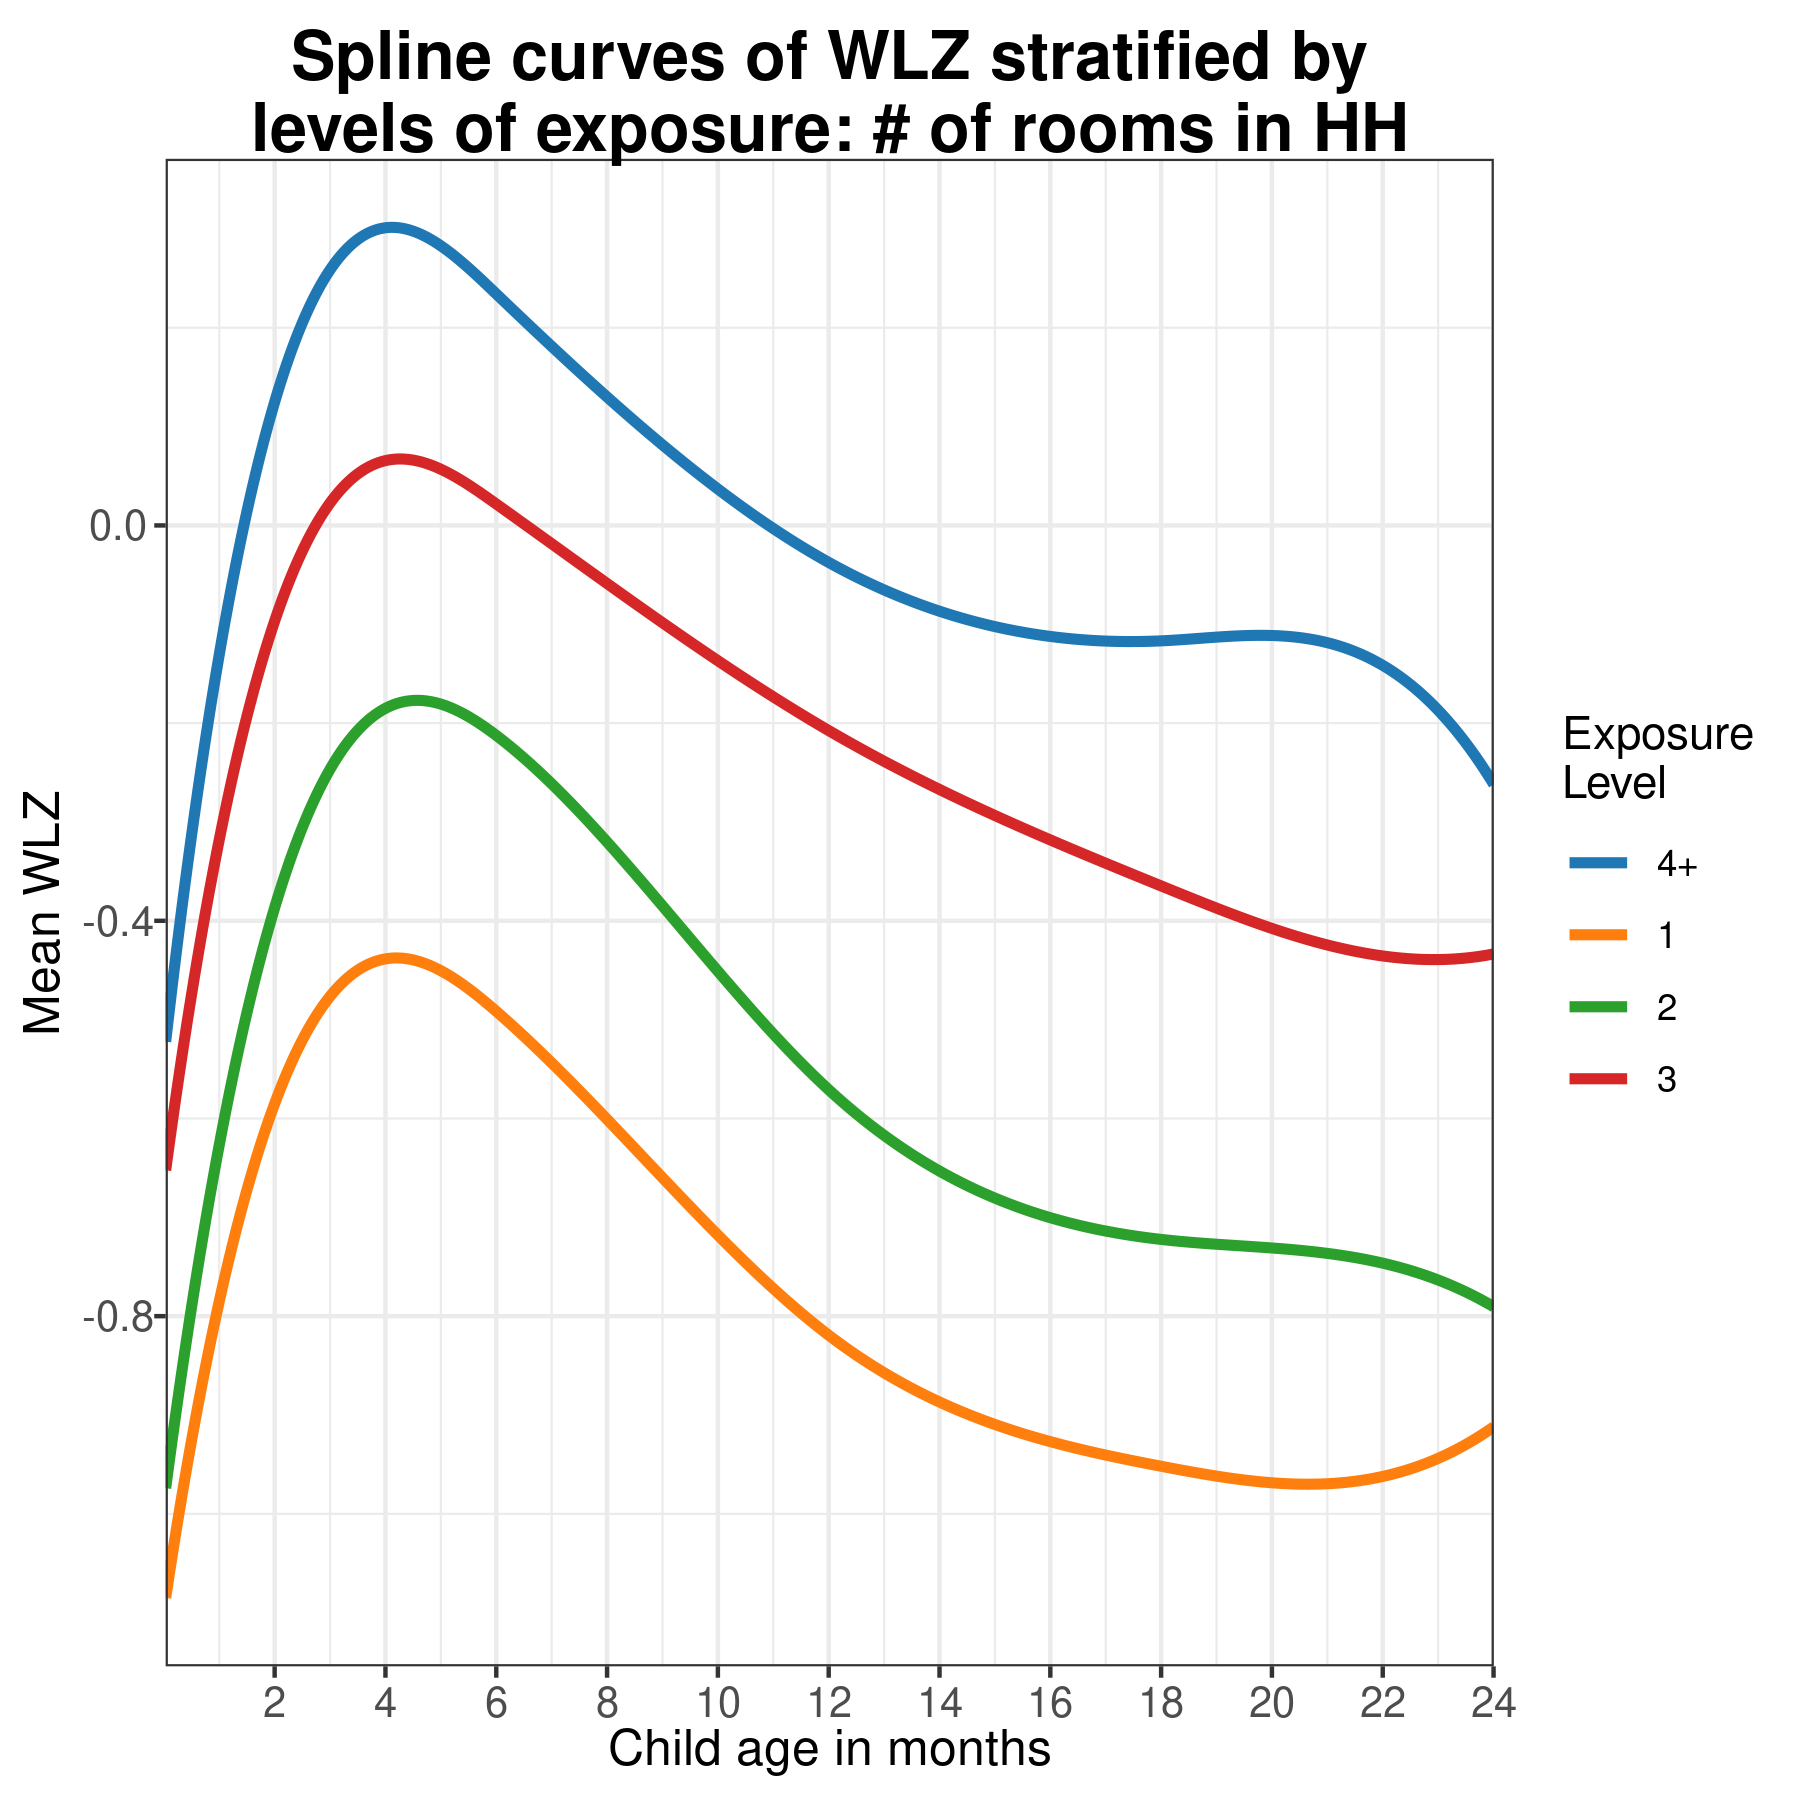 Spline curves of WLZ stratified by
levels of exposure: # of rooms in HH
Mean WLZ
0.0
-0.4
-0.8
2 4 6 8 10 12 14 16 18 20 22 24
Child age in months
Exposure
Level
4+
1
2
3